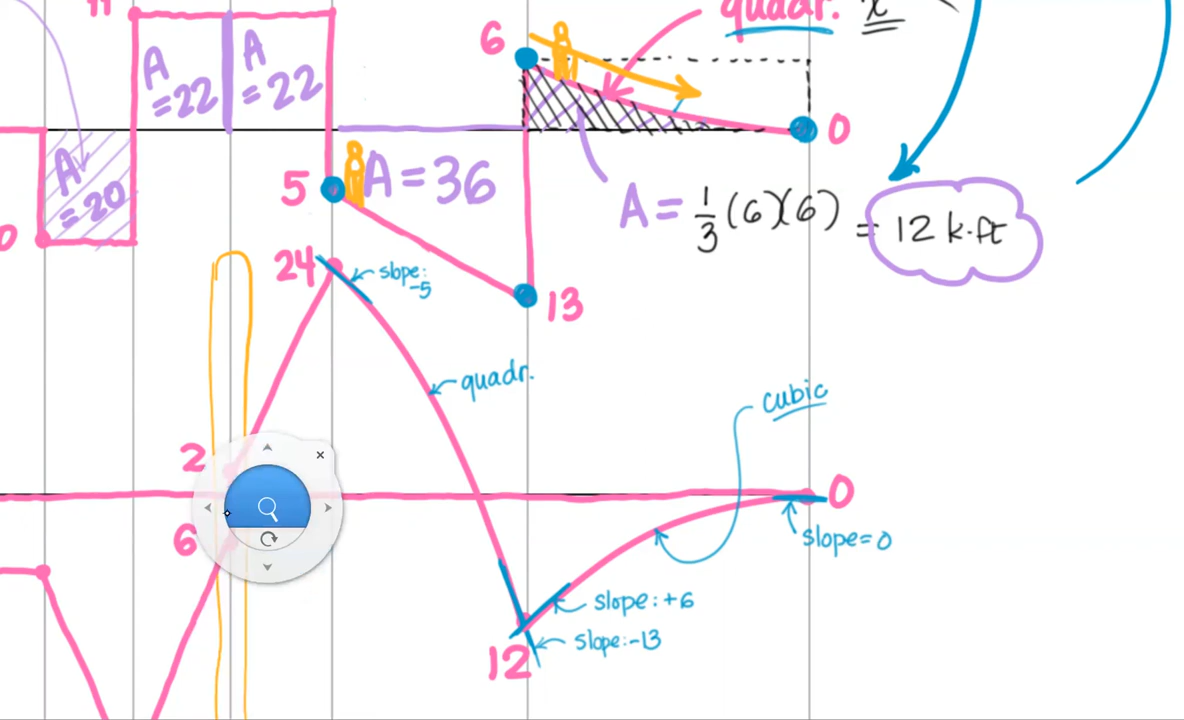 quadr. x
6
A
=22
A
=22
0
A
=20
5
A=36
A= 1/3 (6)(6) = 12 k·ft
24
slope:
-5
13
quadr.
cubic
2
0
6
slope=0
slope:+6
slope:-13
12